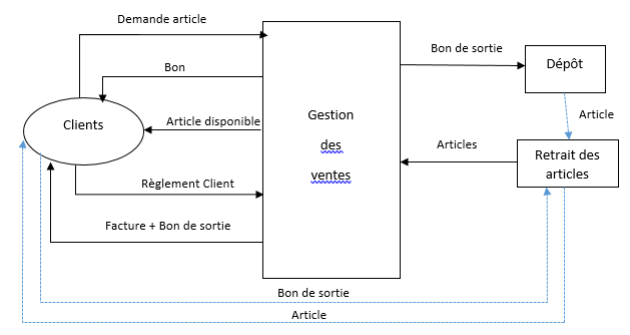 Demande article
Bon de sortie
Bon
Dépôt
Gestion
des
ventes
Article
Article disponible
Clients
Articles
Retrait des
articles
Règlement Client
Facture + Bon de sortie
Bon de sortie
Article